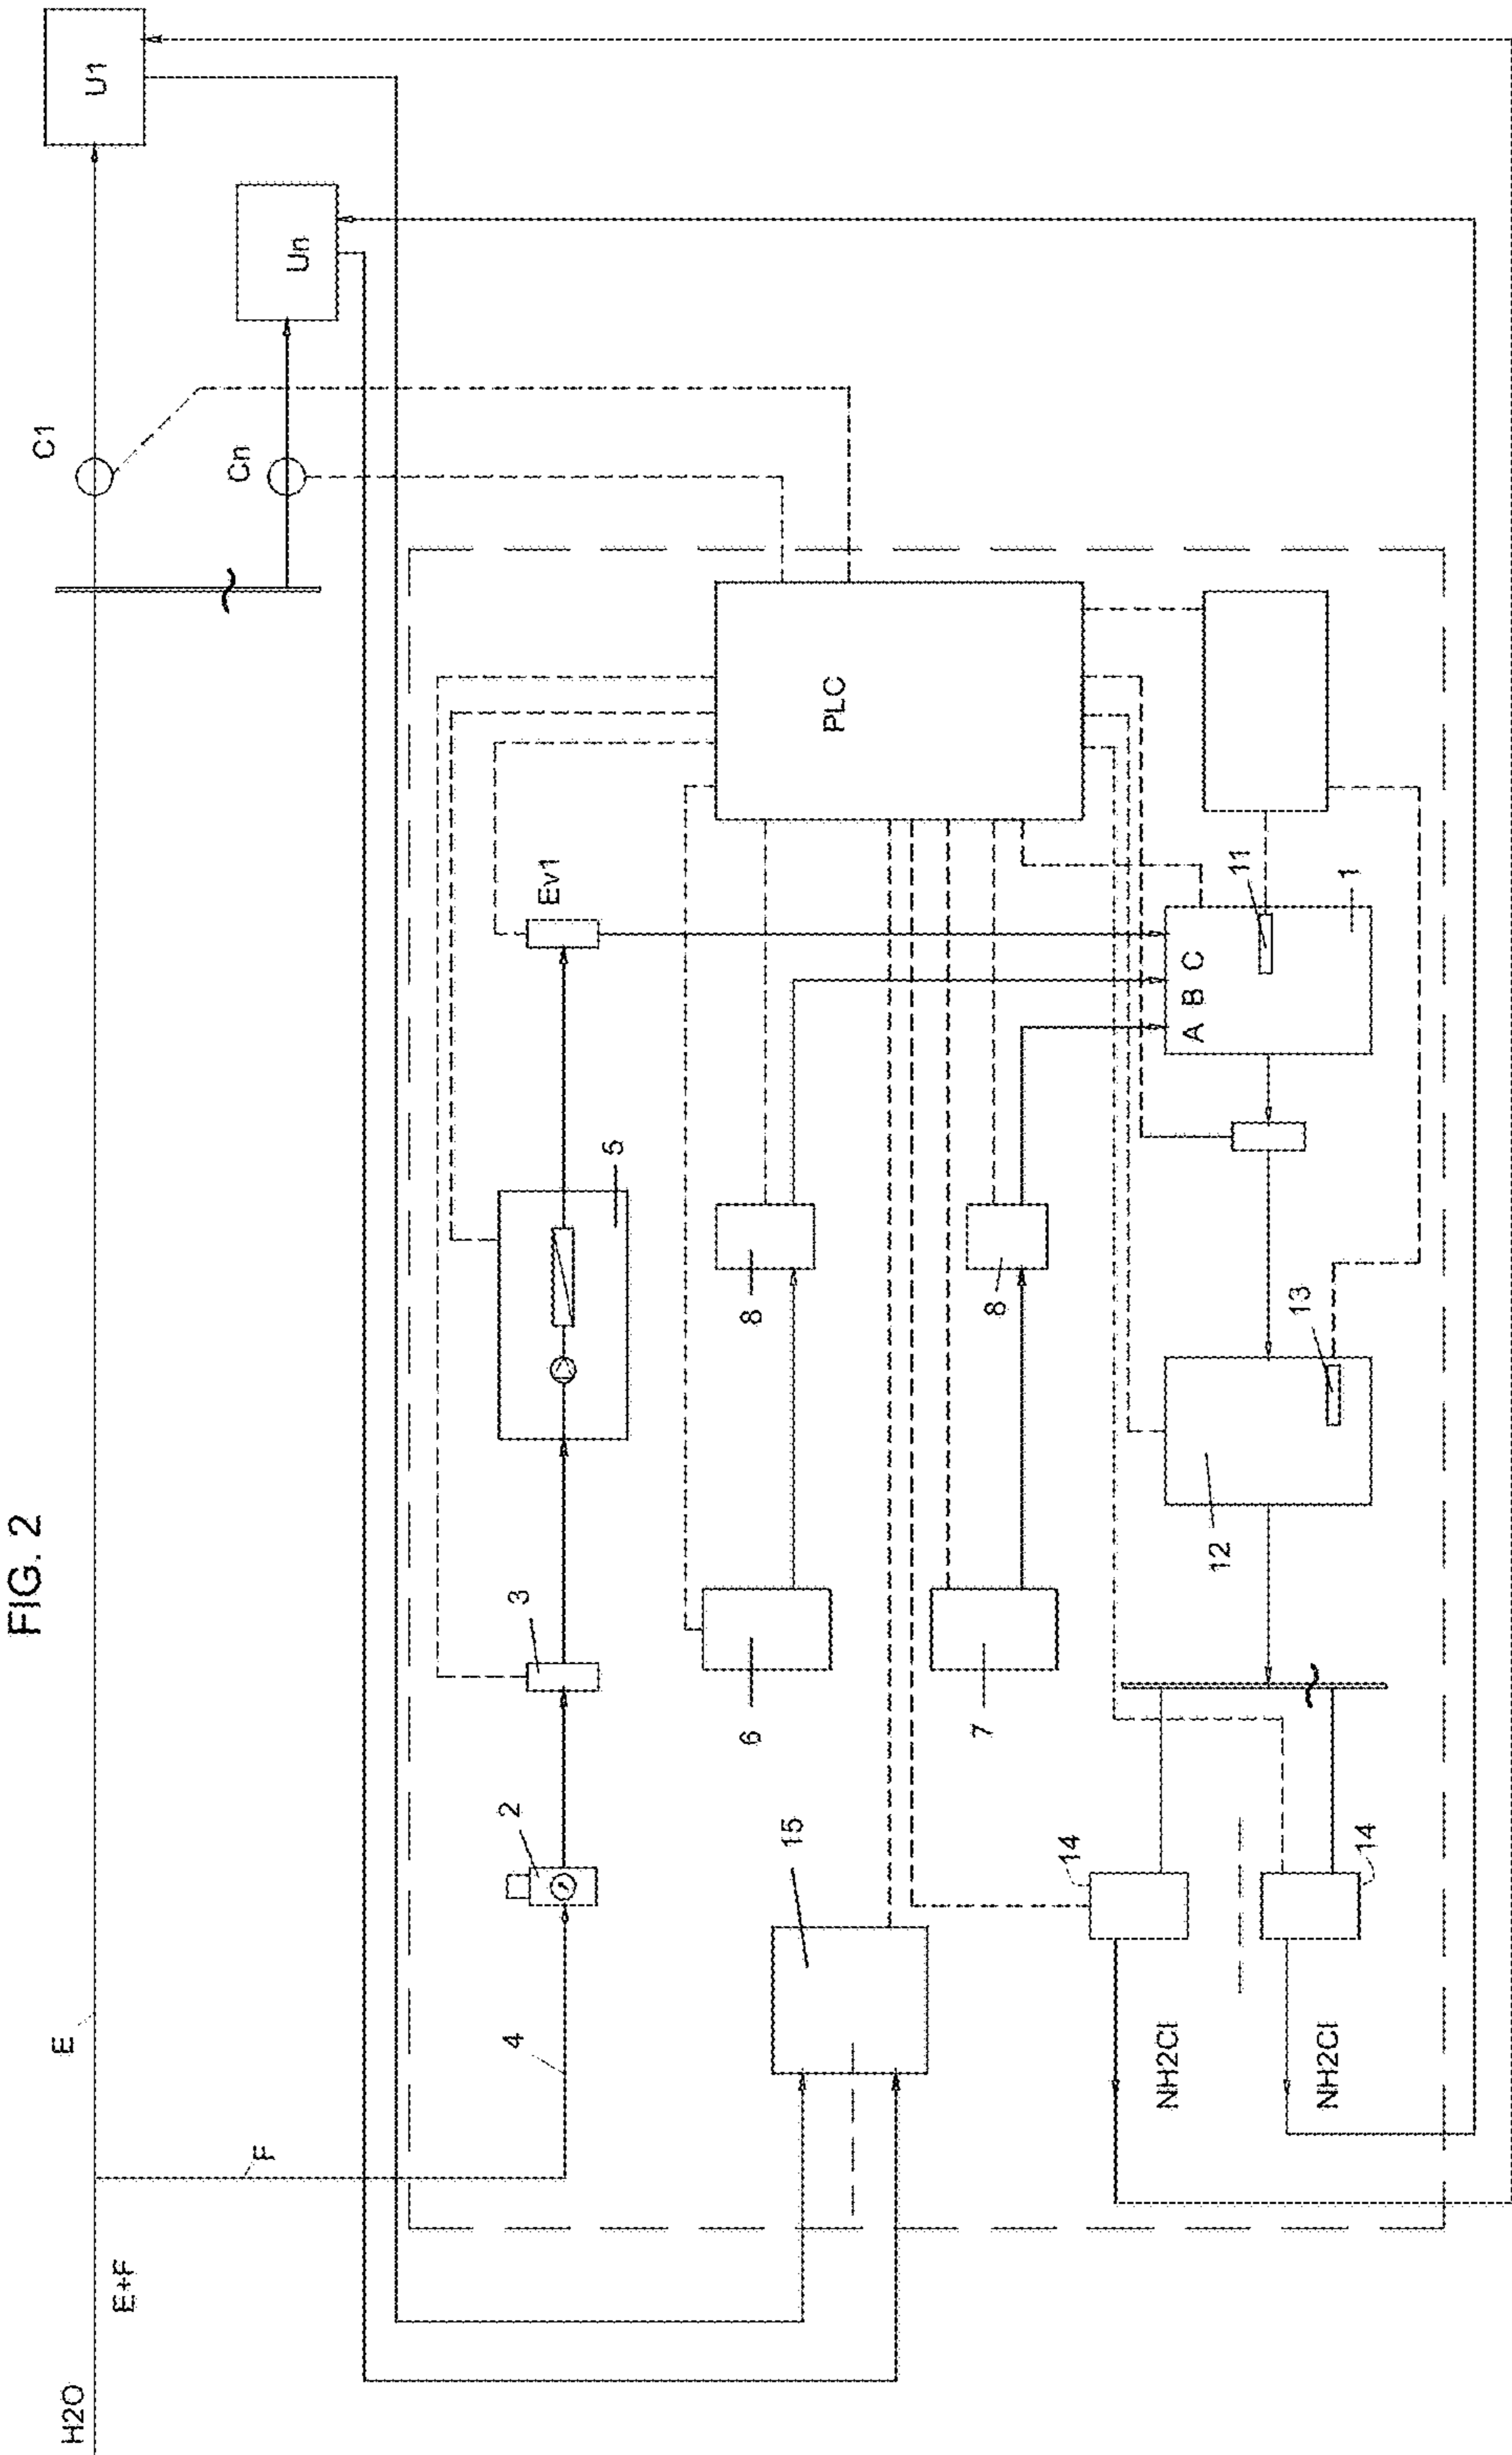 FIG. 2
H2O
E+F
E
F
C1
U1
Cn
Un
4
2
3
5
Ev1
6
8
7
8
PLC
15
A B C
11
1
13
12
14
14
NH2Cl
NH2Cl